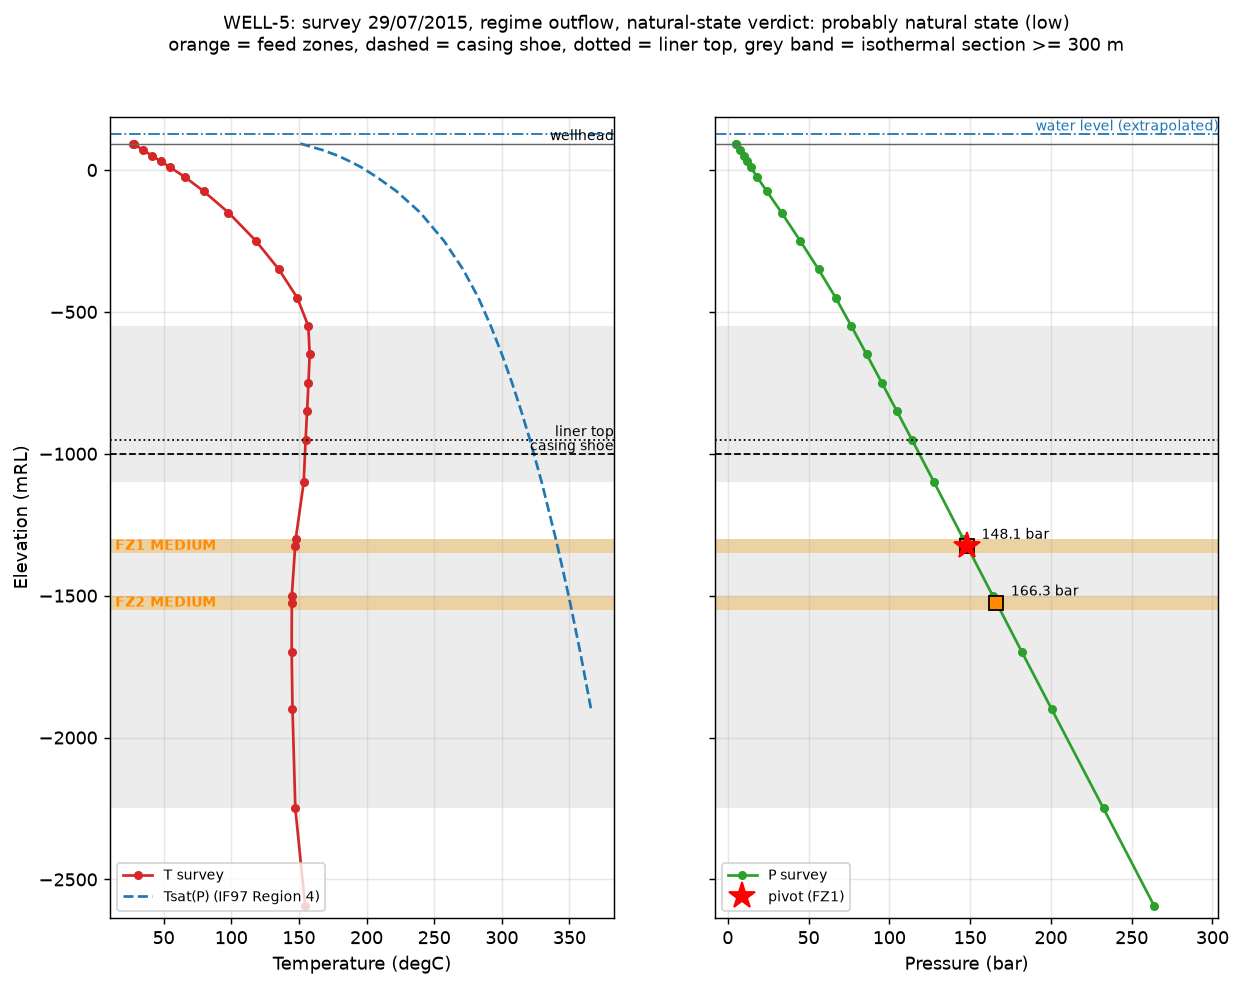 WELL-5: survey 29/07/2015, regime outflow, natural-state verdict: probably natural state (low)
orange = feed zones, dashed = casing shoe, dotted = liner top, grey band = isothermal section >= 300 m
wellhead
liner top
casing shoe
FZ1 MEDIUM
FZ2 MEDIUM
0
−500
−1000
−1500
−2000
−2500
Elevation (mRL)
T survey
Tsat(P) (IF97 Region 4)
50 100 150 200 250 300 350
Temperature (degC)
water level (extrapolated)
148.1 bar
166.3 bar
P survey
pivot (FZ1)
0 50 100 150 200 250 300
Pressure (bar)